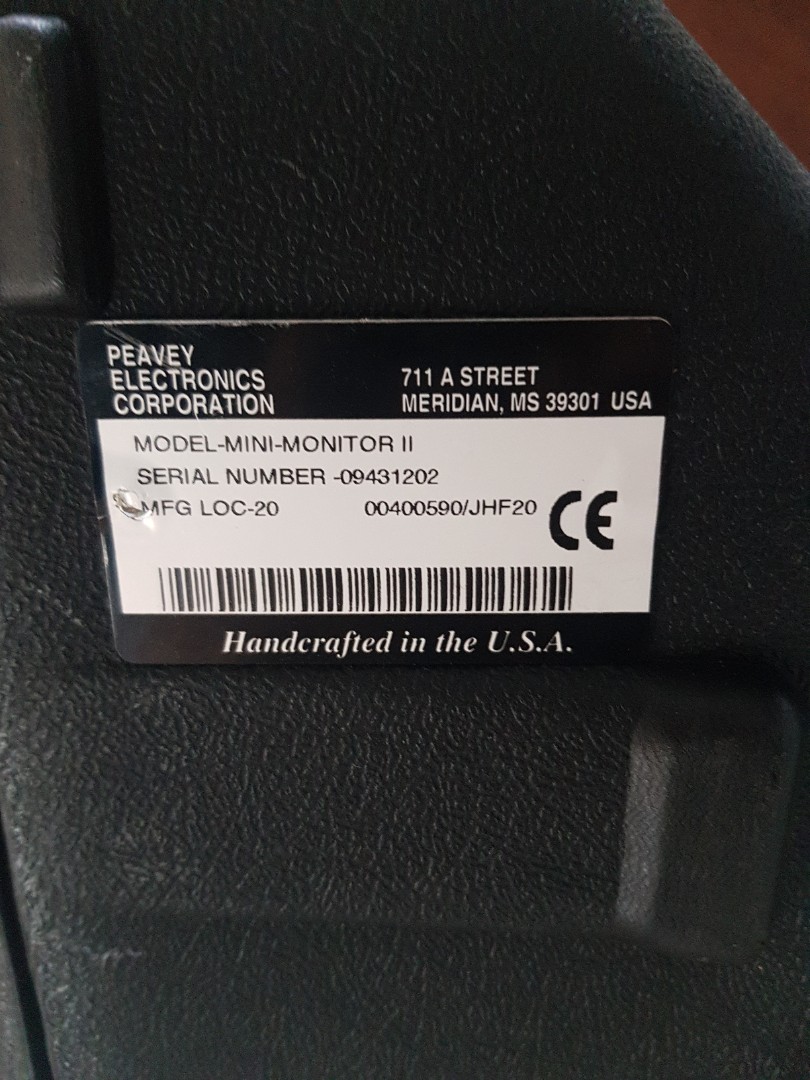 PEAVEY
ELECTRONICS
CORPORATION
711 A STREET
MERIDIAN, MS 39301 USA
MODEL-MINI-MONITOR II
SERIAL NUMBER -09431202
MFG LOC-20 00400590/JHF20
CE
Handcrafted in the U.S.A.